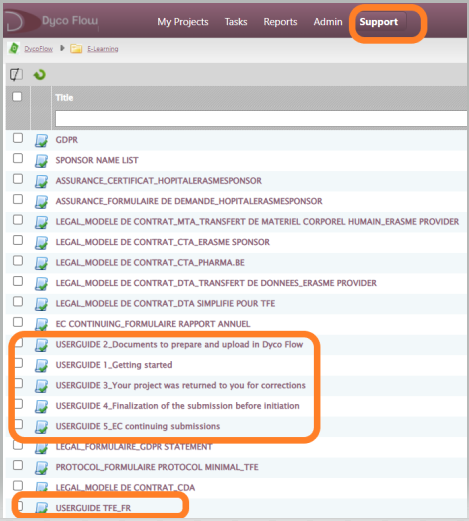 Dyco Flow
My Projects Tasks Reports Admin Support
DycoFlow E-Learning
Title
GDPR
SPONSOR NAME LIST
ASSURANCE_CERTIFICAT_HOPITALERASMESPONSOR
ASSURANCE_FORMULAIRE DE DEMANDE_HOPITALERASMESPONSOR
LEGAL_MODELE DE CONTRAT_MTA_TRANSFERT DE MATERIEL CORPOREL HUMAIN_ERASME PROVIDER
LEGAL_MODELE DE CONTRAT_CTA_ERASME SPONSOR
LEGAL_MODELE DE CONTRAT_CTA_PHARMA.BE
LEGAL_MODELE DE CONTRAT_DTA_TRANSFERT DE DONNEES_ERASME PROVIDER
LEGAL_MODELE DE CONTRAT_DTA SIMPLIFIE POUR TFE
EC CONTINUING_FORMULAIRE RAPPORT ANNUEL
USERGUIDE 2_Documents to prepare and upload in Dyco Flow
USERGUIDE 1_Getting started
USERGUIDE 3_Your project was returned to you for corrections
USERGUIDE 4_Finalization of the submission before initiation
USERGUIDE 5_EC continuing submissions
LEGAL_FORMULAIRE_GDPR STATEMENT
PROTOCOL_FORMULAIRE PROTOCOL MINIMAL_TFE
LEGAL_MODELE DE CONTRAT_CDA
USERGUIDE TFE_FR